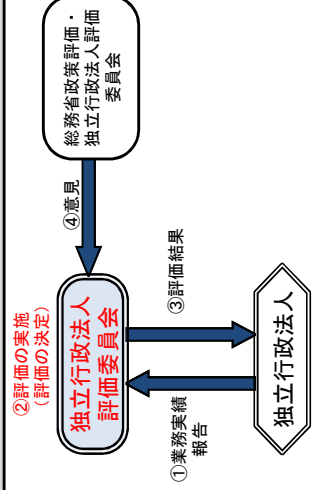 ②評価の実施
(評価の決定)
独立行政法人
評価委員会
総務省政策評価・
独立行政法人評価
委員会
④意見
①業務実績
報告
③評価結果
独立行政法人